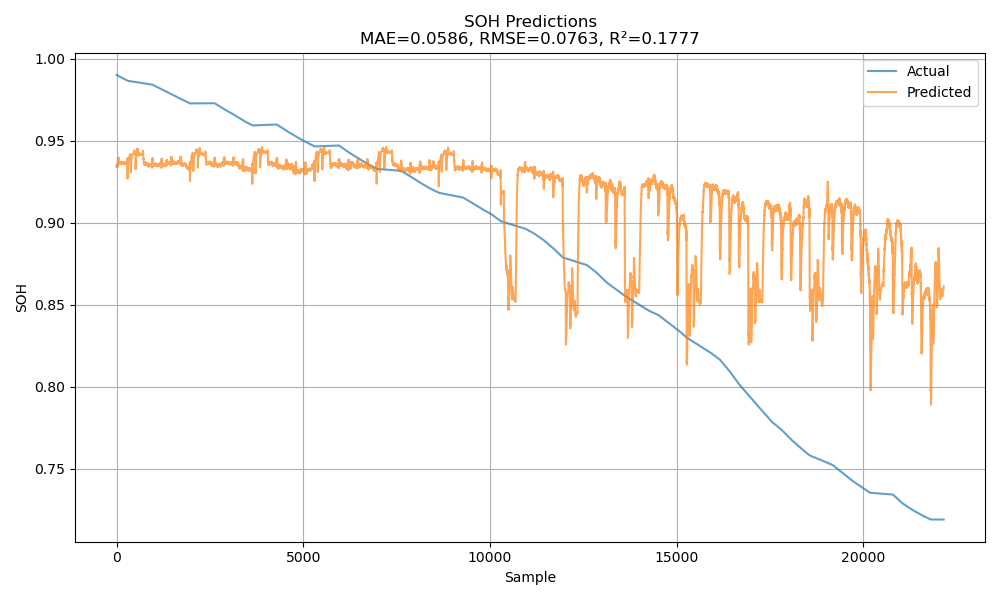 SOH Predictions
MAE=0.0586, RMSE=0.0763, R²=0.1777
Actual
Predicted
1.00
0.95
0.90
0.85
0.80
0.75
SOH
0
5000
10000
15000
20000
Sample